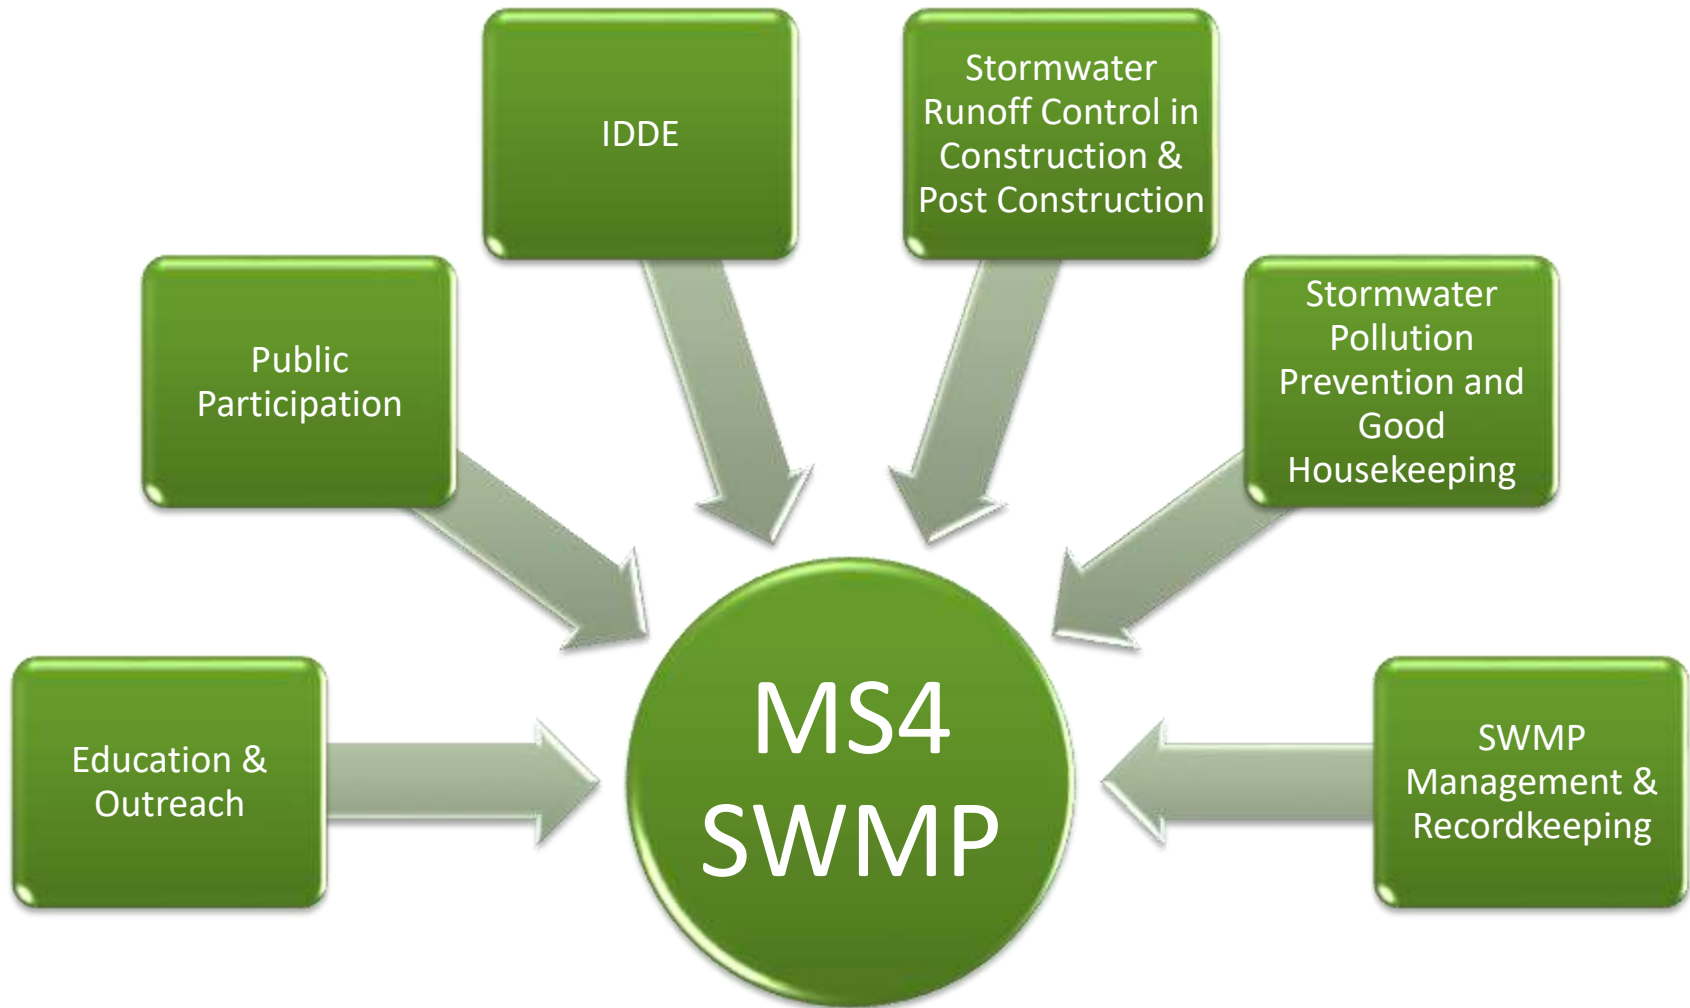 IDDE
Stormwater
Runoff Control in
Construction &
Post Construction
Public
Participation
Stormwater
Pollution
Prevention and
Good
Housekeeping
Education &
Outreach
MS4
SWMP
SWMP
Management &
Recordkeeping